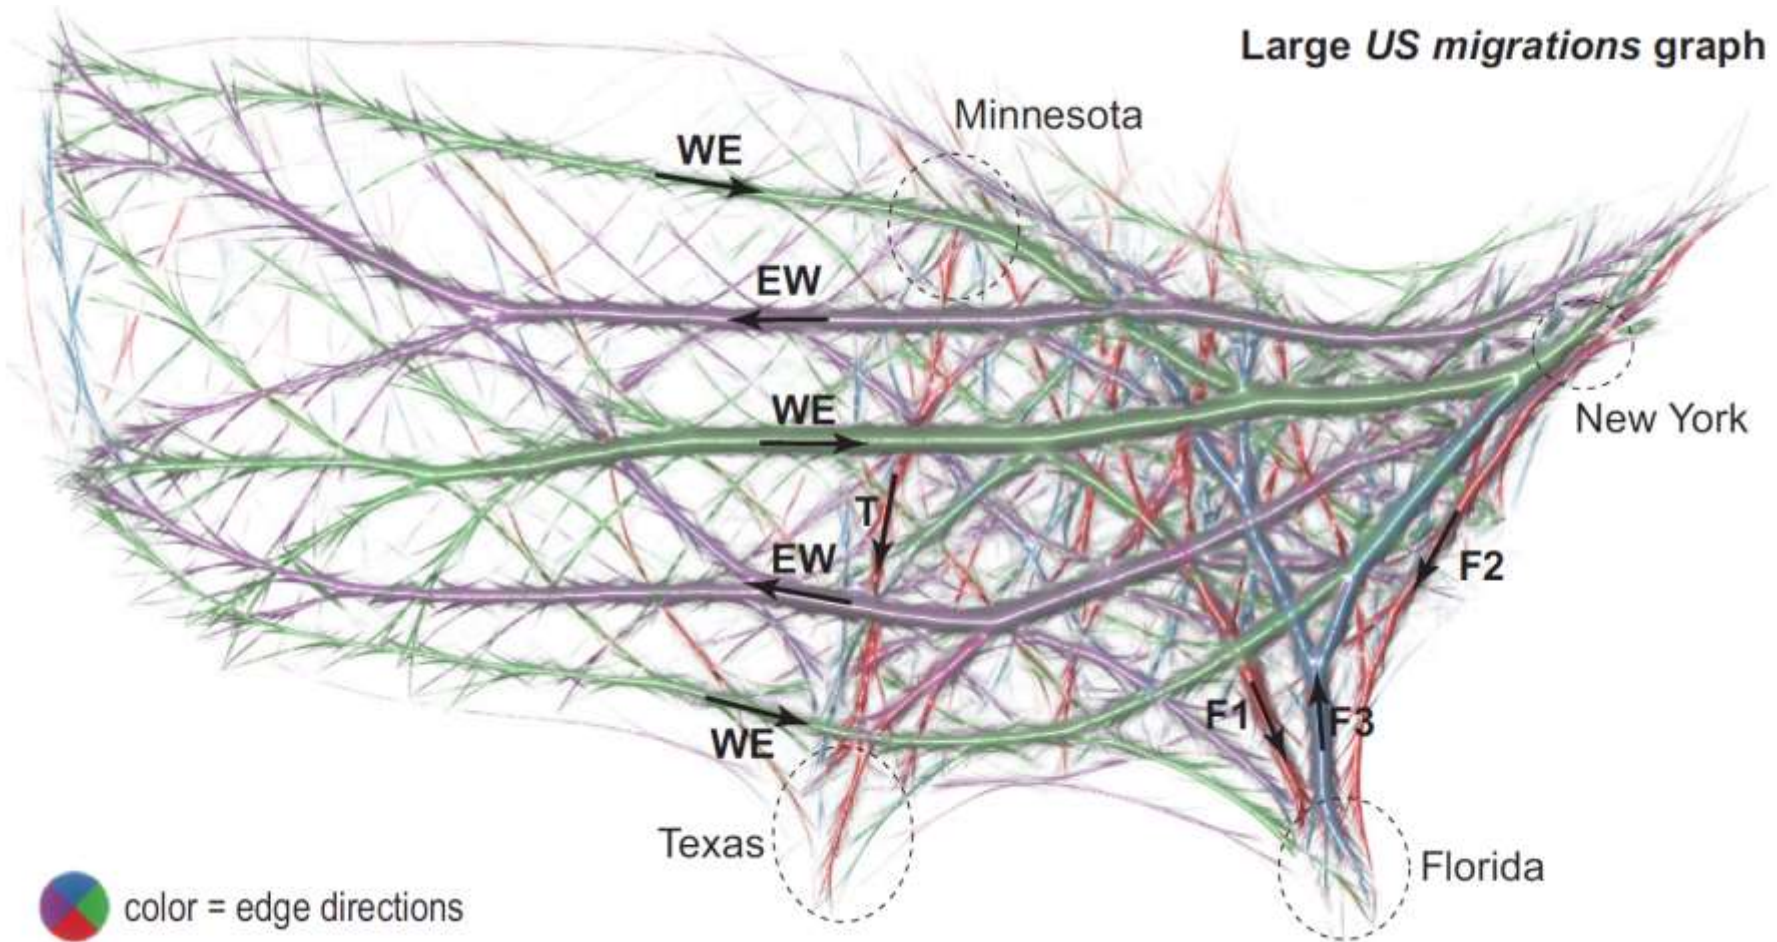 Large US migrations graph
Minnesota
WE
EW
WE
New York
T
EW
F2
F1
F3
WE
Texas
Florida
color = edge directions